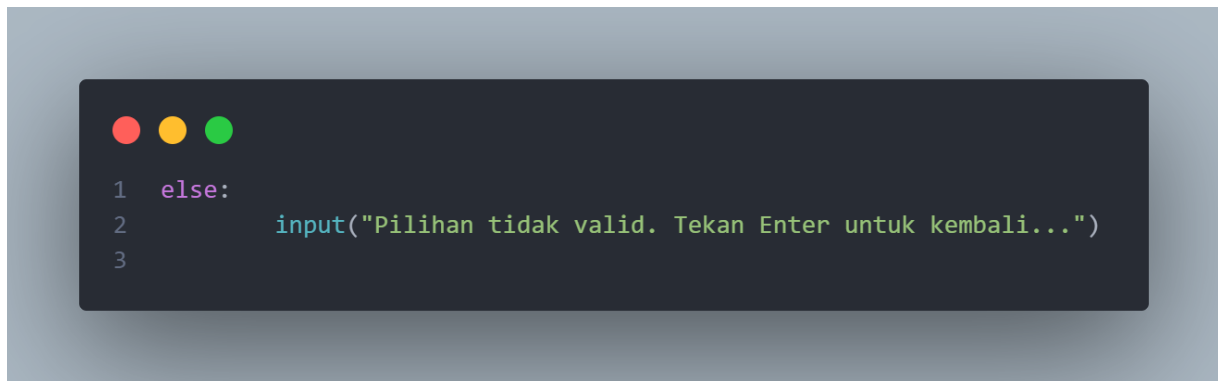 1 else:
2         input("Pilihan tidak valid. Tekan Enter untuk kembali...")
3